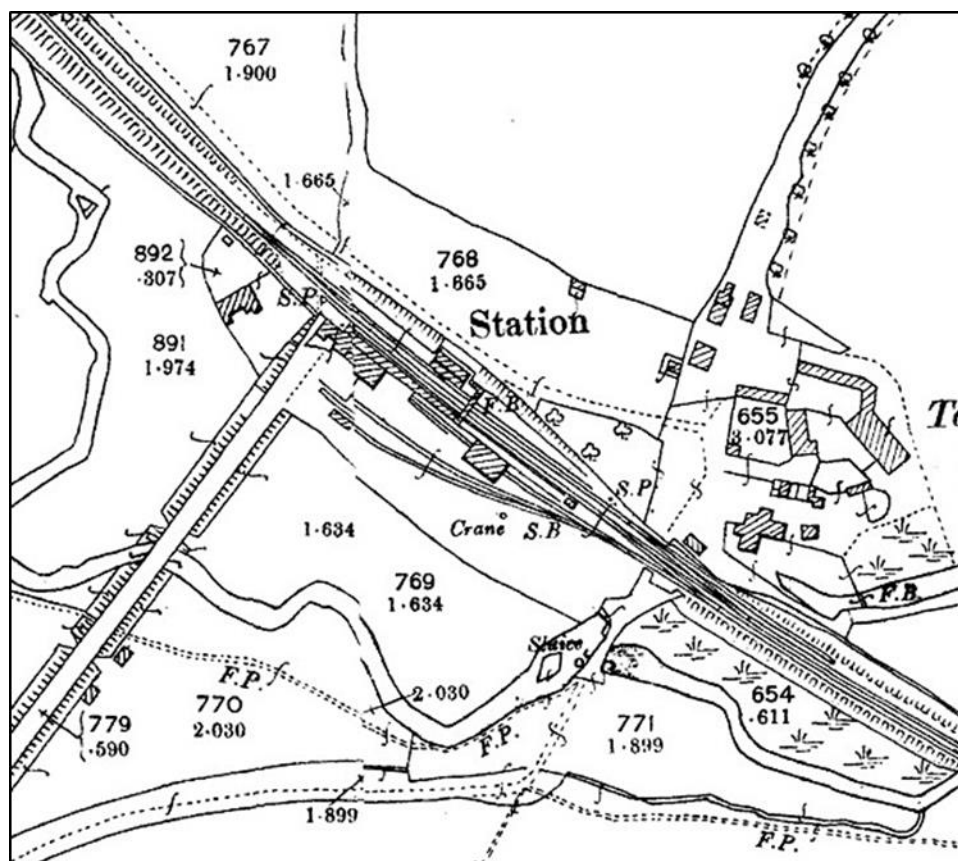 767
1·900
1·665
892
·307
S.P.
768
1·665
Station
891
1·974
F.B
655
3·077
Te
S.P
1·634
Crane
S.B
769
1·634
F.B.
Sluice
F.P.
770
2·030
2·030
F.P.
654
·611
779
·590
771
1·899
1·899
F.P.